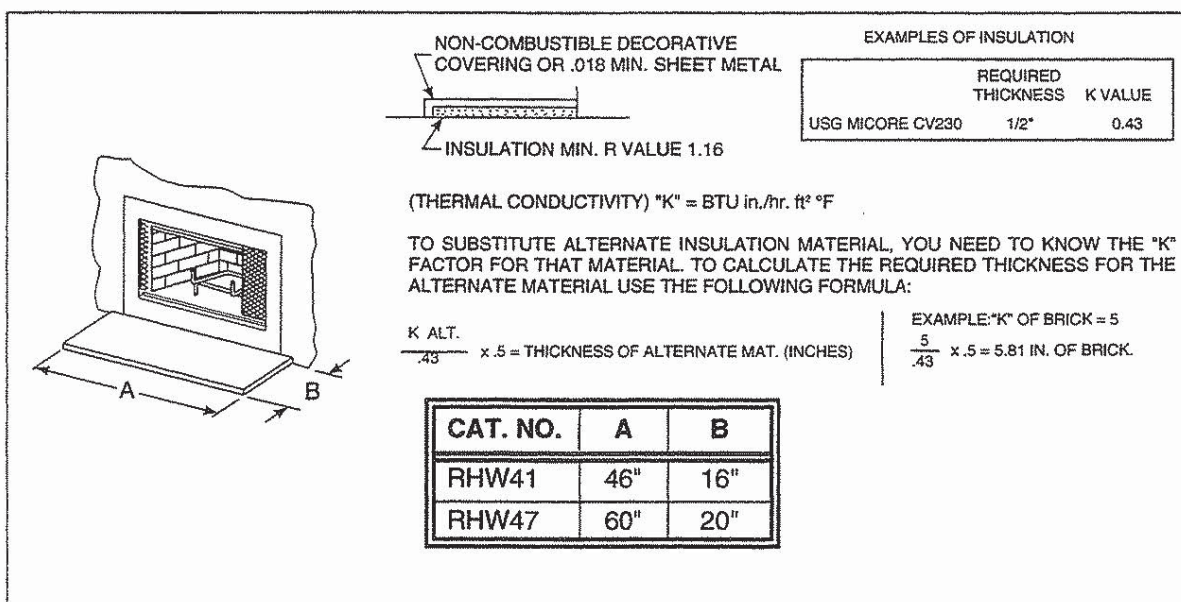 NON-COMBUSTIBLE DECORATIVE
COVERING OR .018 MIN. SHEET METAL
INSULATION MIN. R VALUE 1.16
EXAMPLES OF INSULATION
REQUIRED
THICKNESS K VALUE
USG MICORE CV230 1/2" 0.43
(THERMAL CONDUCTIVITY) "K" = BTU in./hr. ft² °F
TO SUBSTITUTE ALTERNATE INSULATION MATERIAL, YOU NEED TO KNOW THE "K"
FACTOR FOR THAT MATERIAL. TO CALCULATE THE REQUIRED THICKNESS FOR THE
ALTERNATE MATERIAL USE THE FOLLOWING FORMULA:
K ALT.
.43 x .5 = THICKNESS OF ALTERNATE MAT. (INCHES)
EXAMPLE:"K" OF BRICK = 5
5
.43 x .5 = 5.81 IN. OF BRICK.
A
B
CAT. NO. A B
RHW41 46" 16"
RHW47 60" 20"